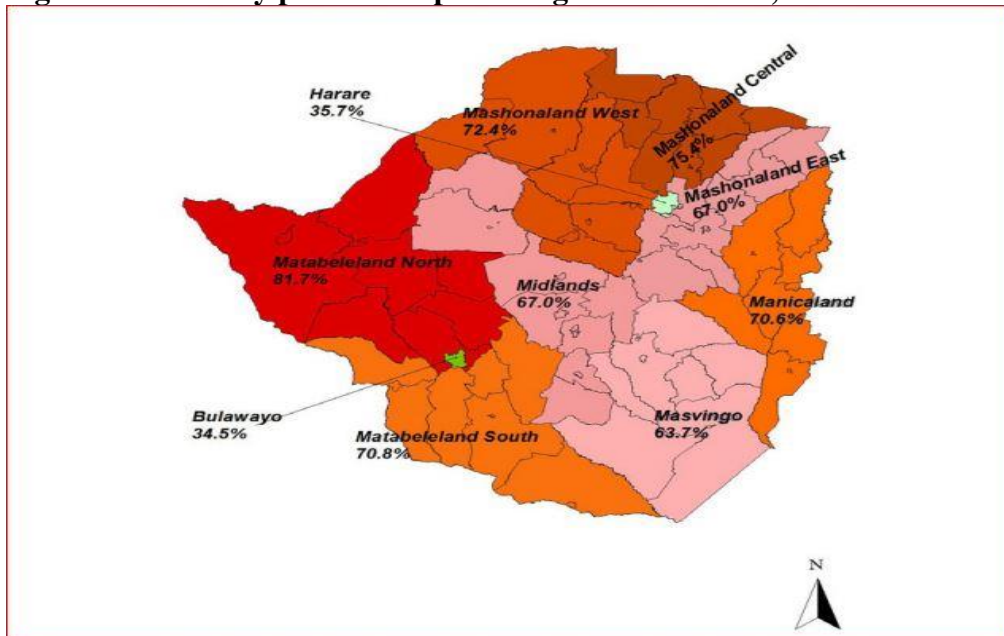 Harare
35.7%
Mashonaland West
72.4%
Mashonaland Central
75.4%
Mashonaland East
67.0%
Matabeleland North
81.7%
Midlands
67.0%
Manicaland
70.6%
Bulawayo
34.5%
Matabeleland South
70.8%
Masvingo
63.7%
N